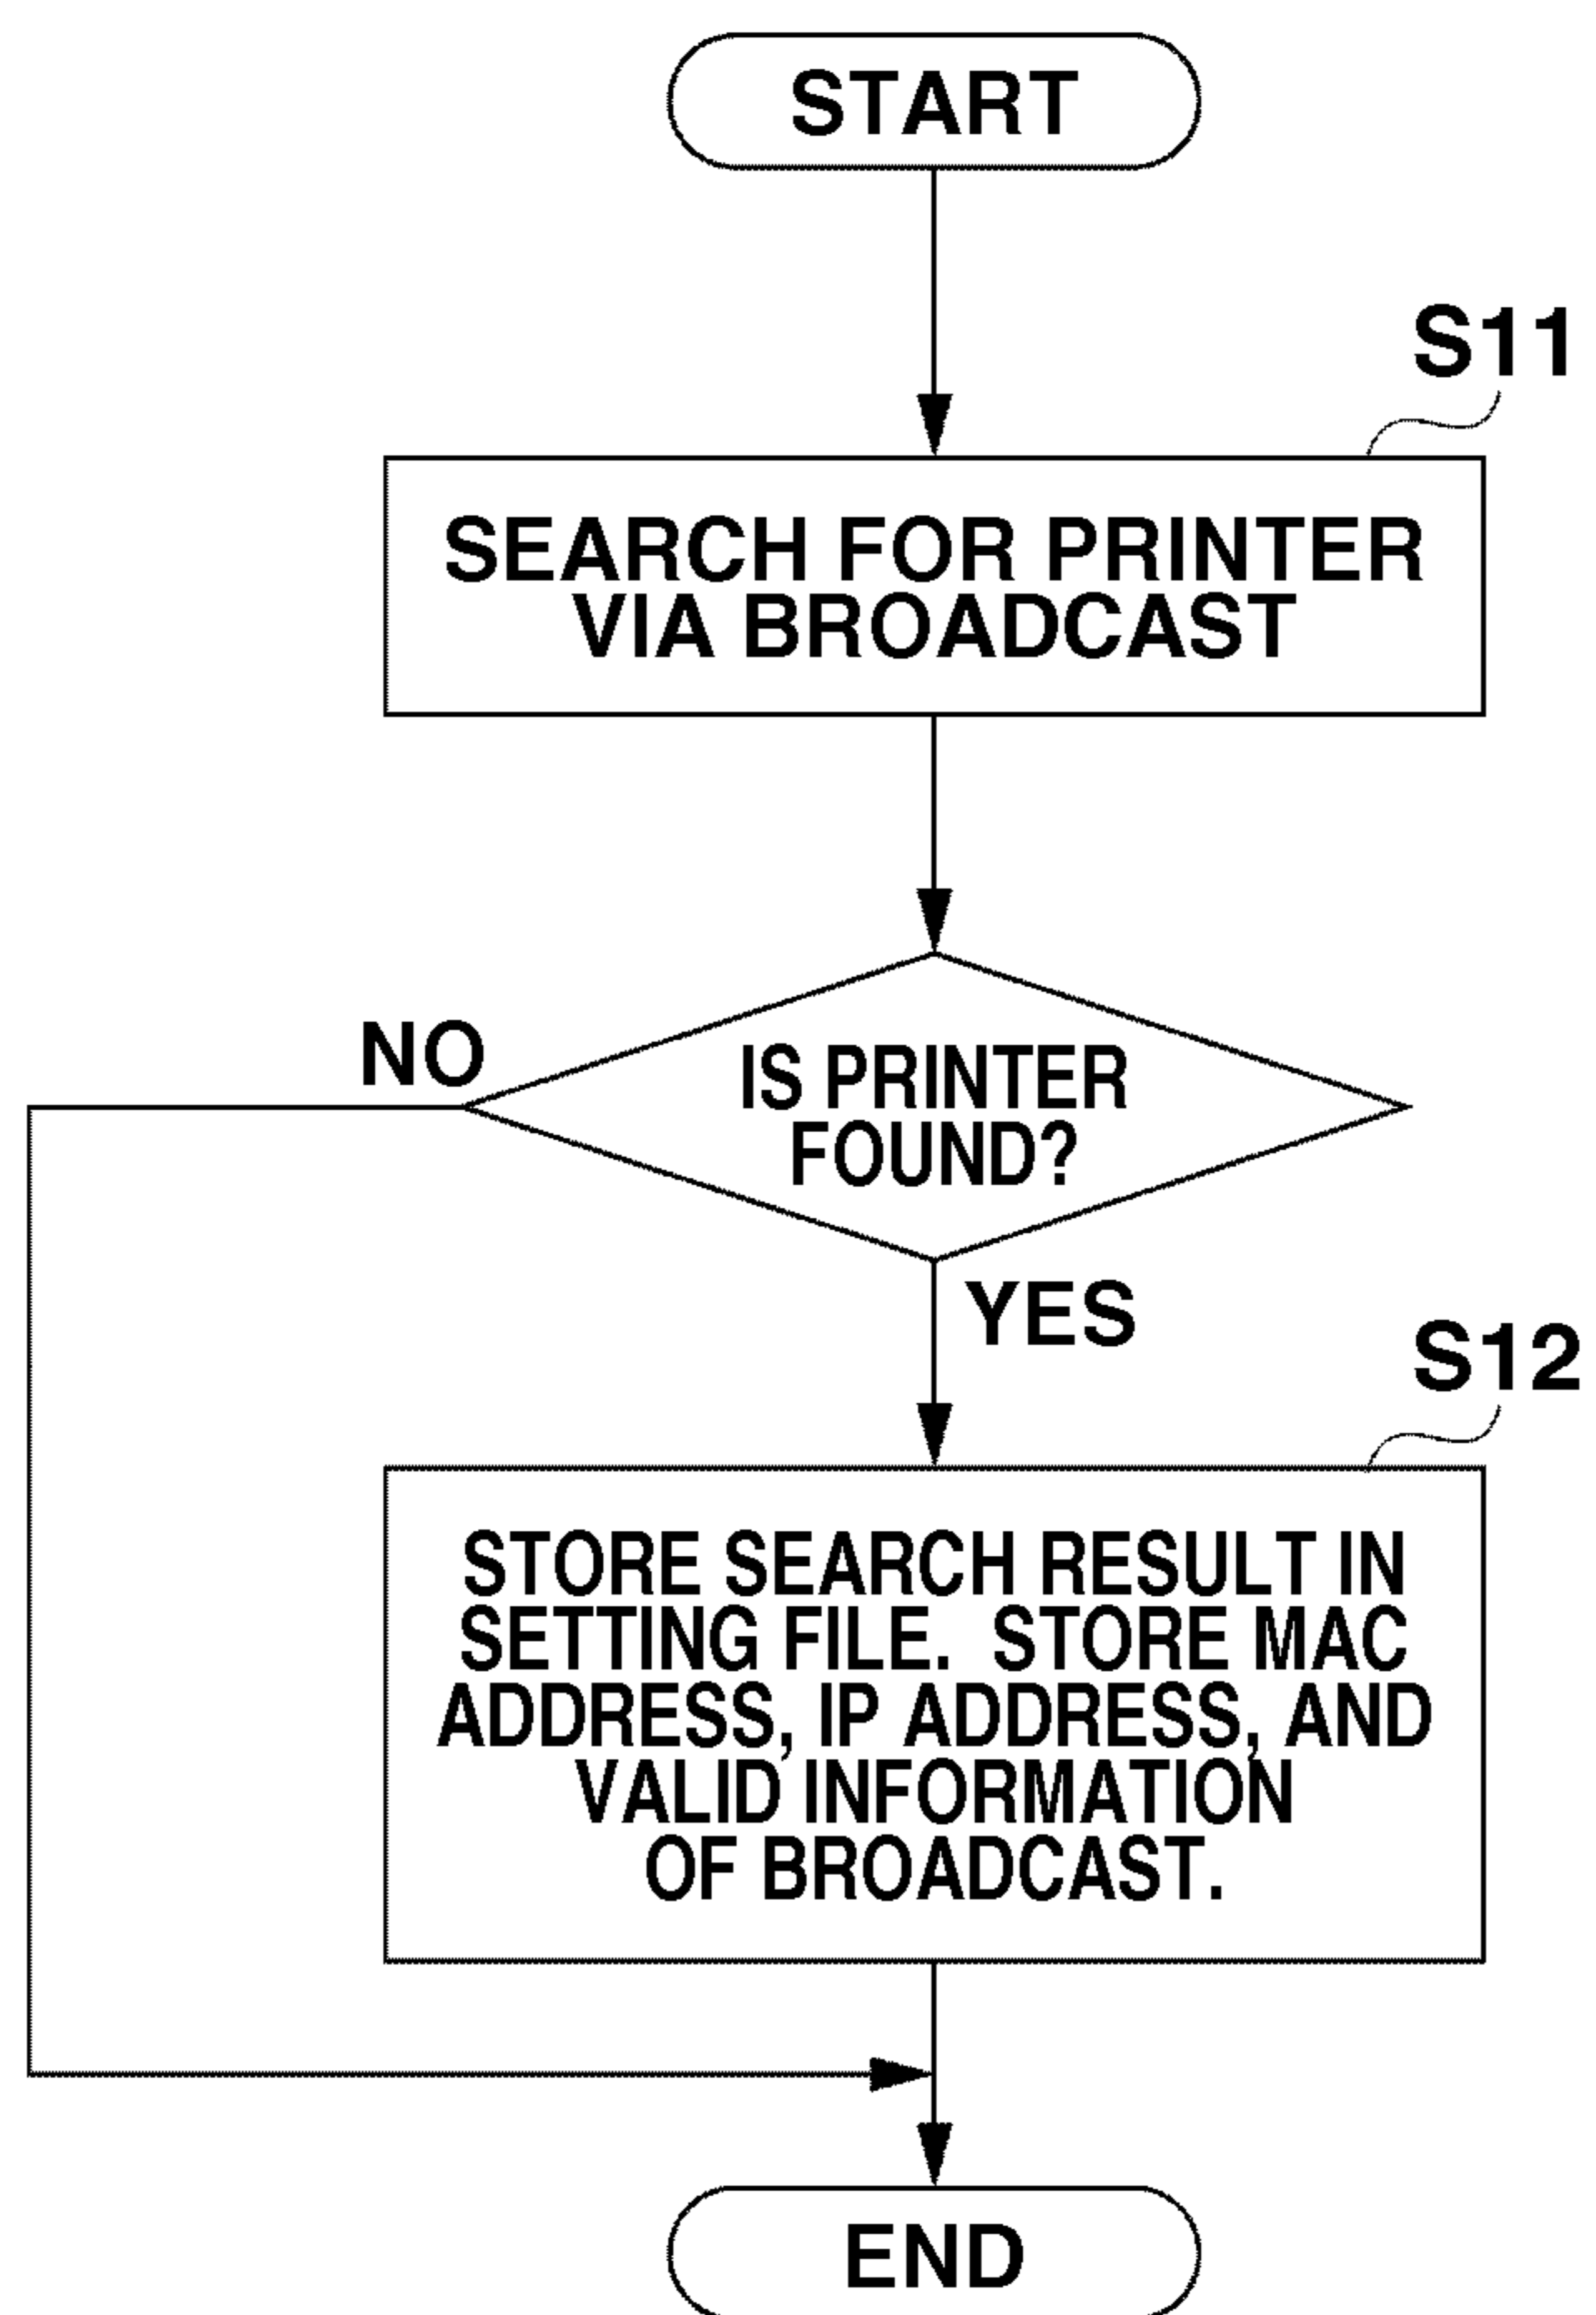 START
S11
SEARCH FOR PRINTER
VIA BROADCAST
NO
IS PRINTER
FOUND?
YES
S12
STORE SEARCH RESULT IN
SETTING FILE. STORE MAC
ADDRESS, IP ADDRESS, AND
VALID INFORMATION
OF BROADCAST.
END